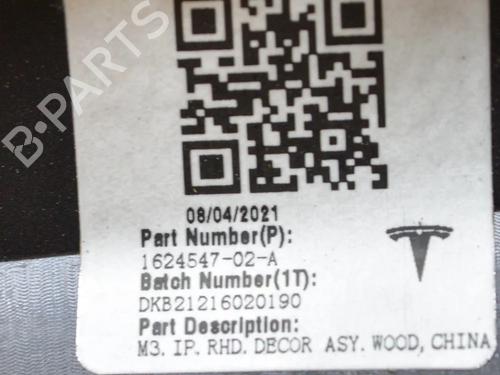 B-PARTS
08/04/2021
Part Number(P):
1624547-02-A
Batch Number(1T):
DKB21216020190
Part Description:
M3. IP. RHD. DECOR ASY. WOOD, CHINA